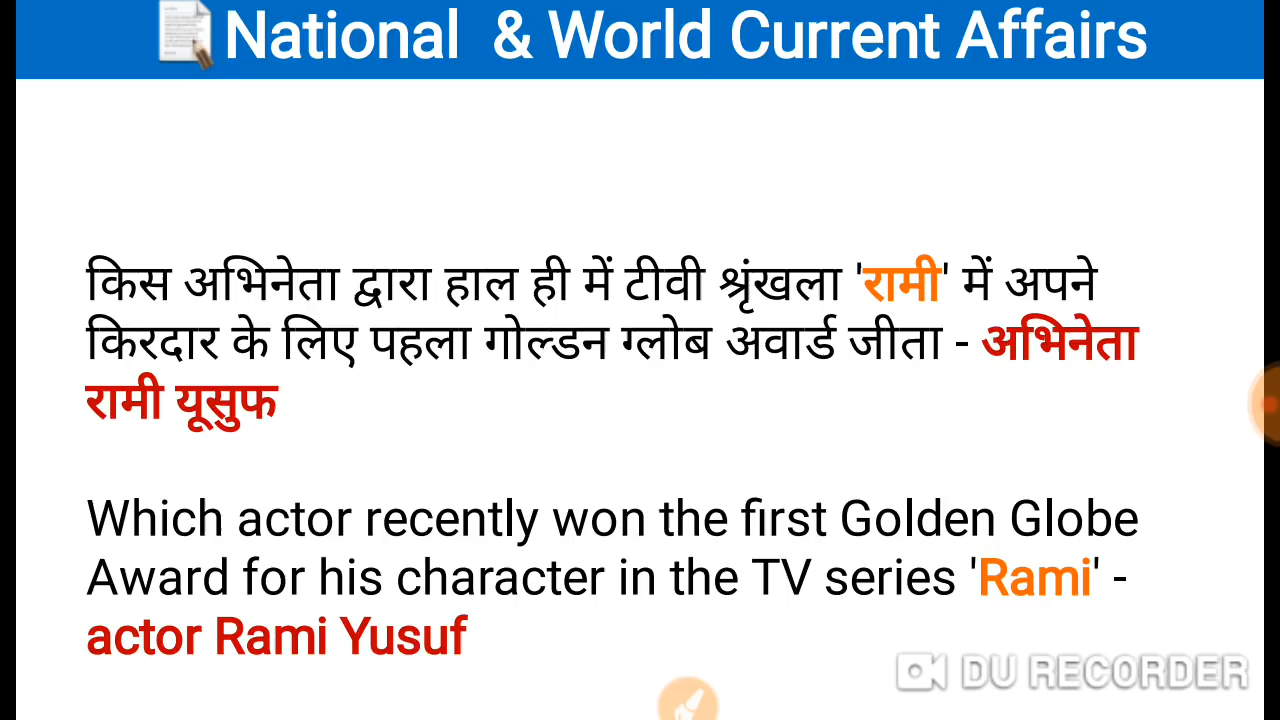 National & World Current Affairs
किस अभिनेता द्वारा हाल ही में टीवी श्रृंखला 'रामी' में अपने
किरदार के लिए पहला गोल्डन ग्लोब अवार्ड जीता - अभिनेता
रामी यूसुफ
Which actor recently won the first Golden Globe
Award for his character in the TV series 'Rami' -
actor Rami Yusuf
DU RECORDER